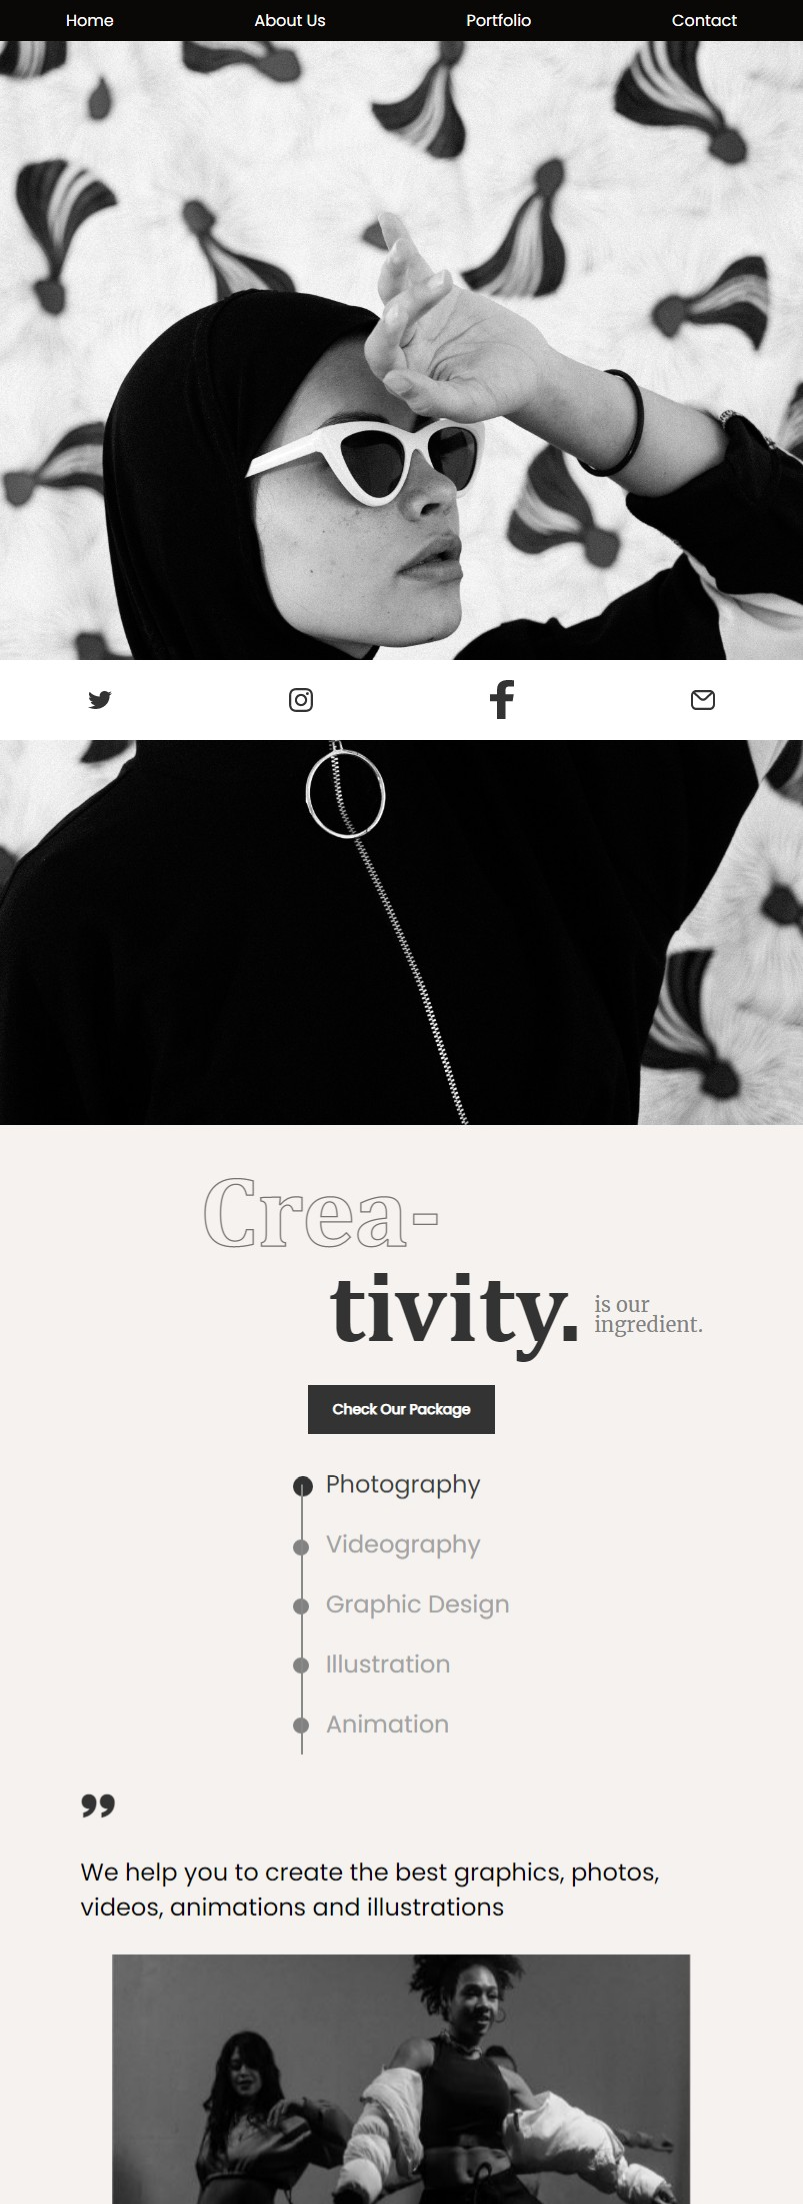 Home About Us Portfolio Contact
Crea-
tivity. is our
ingredient.
Check Our Package
Photography
Videography
Graphic Design
Illustration
Animation
”
We help you to create the best graphics, photos,
videos, animations and illustrations